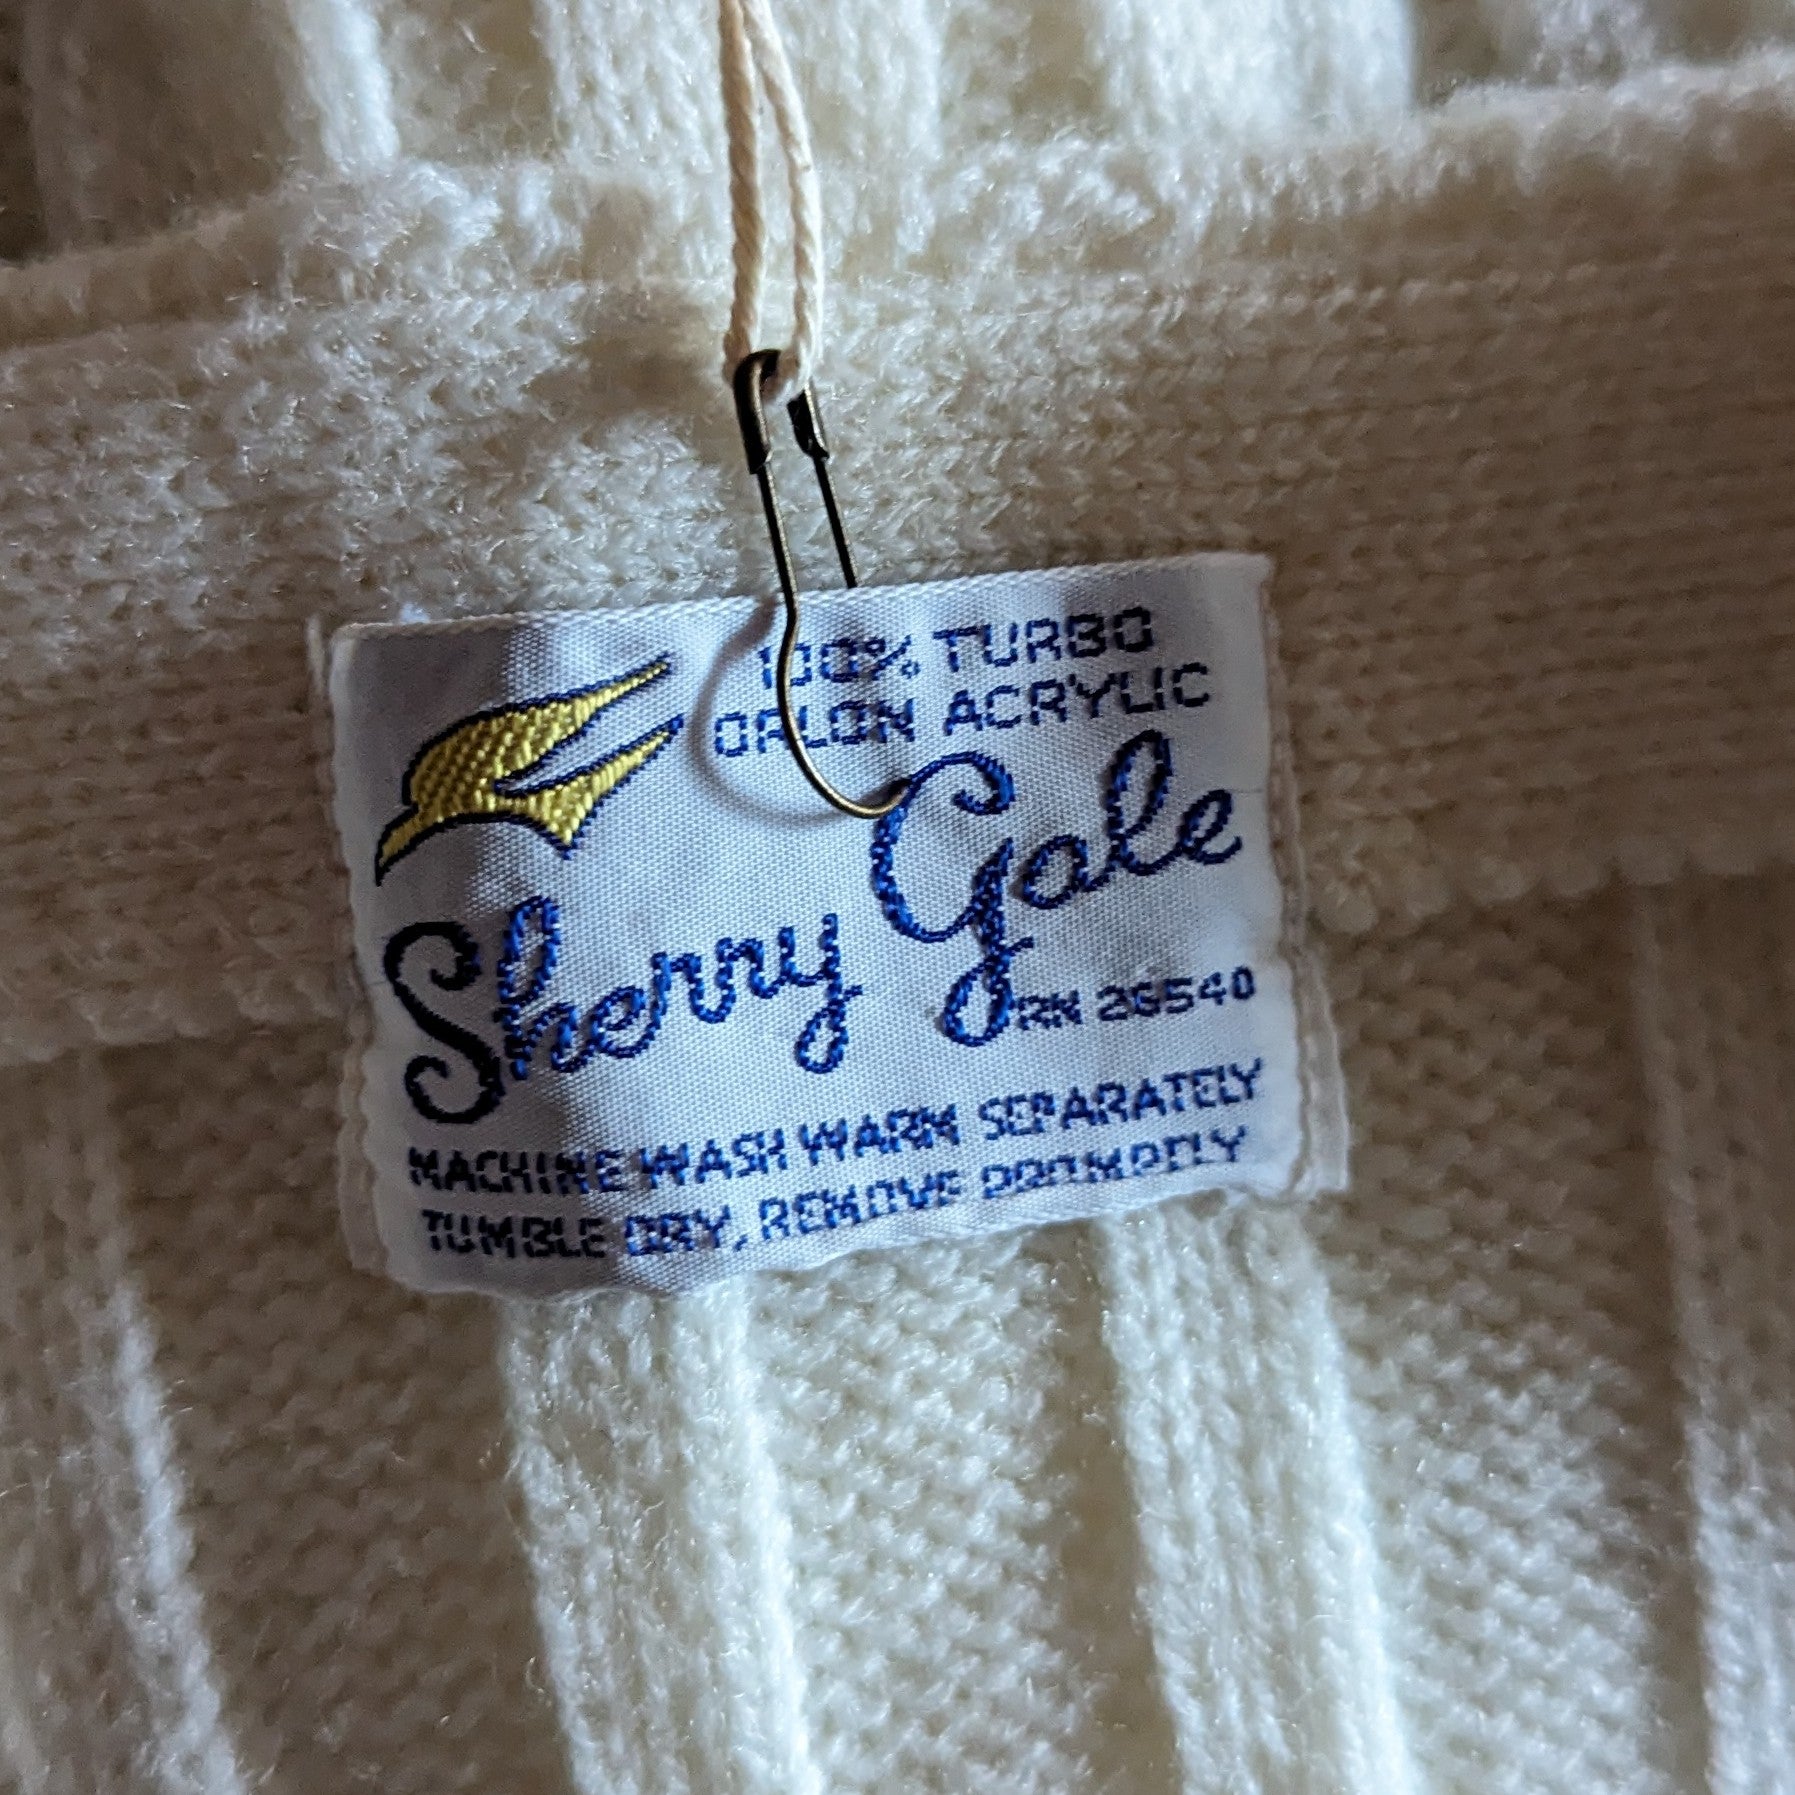 100% TURBO
ORLON ACRYLIC
Sherry Gale
RN 26540
MACHINE WASH WARM SEPARATELY
TUMBLE DRY, REMOVE PROMPTLY